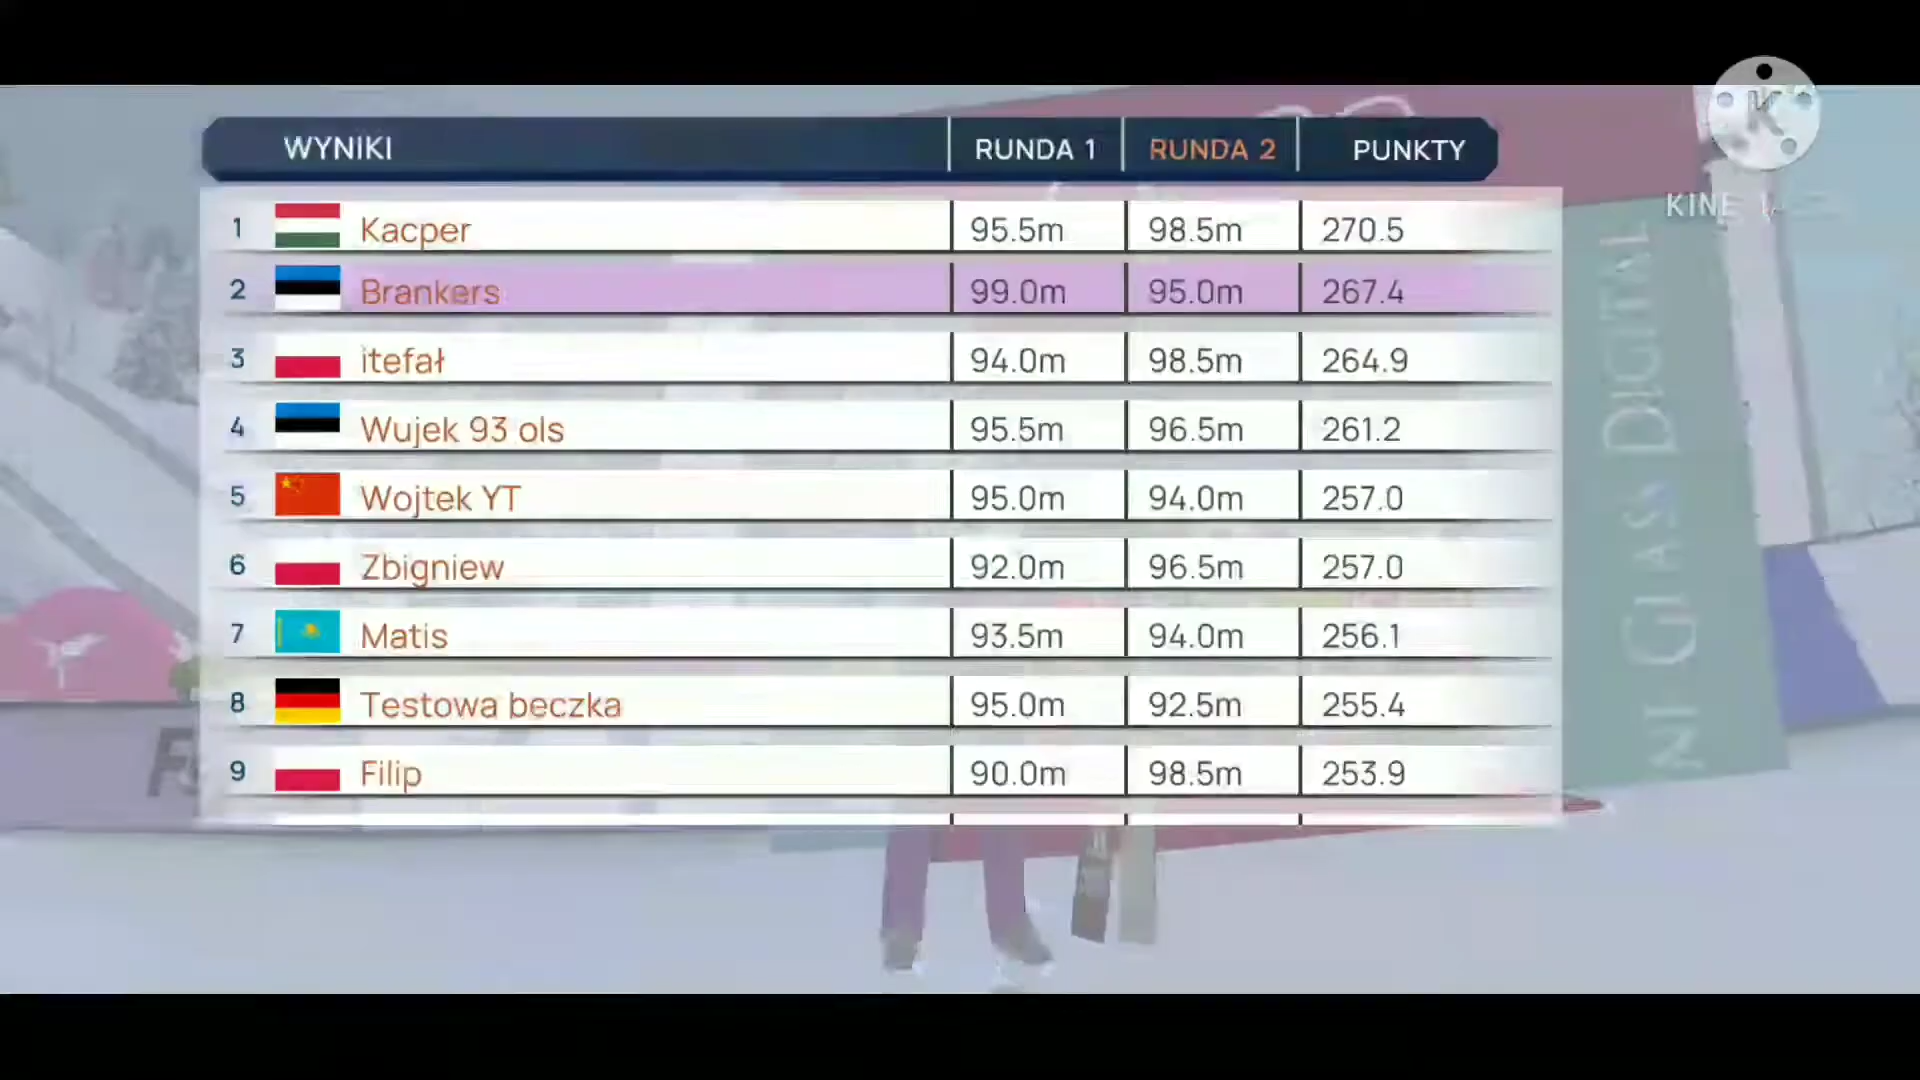 WYNIKI RUNDA 1 RUNDA 2 PUNKTY
1 Kacper 95.5m 98.5m 270.5
2 Brankers 99.0m 95.0m 267.4
3 itefał 94.0m 98.5m 264.9
4 Wujek 93 ols 95.5m 96.5m 261.2
5 Wojtek YT 95.0m 94.0m 257.0
6 Zbigniew 92.0m 96.5m 257.0
7 Matis 93.5m 94.0m 256.1
8 Testowa beczka 95.0m 92.5m 255.4
9 Filip 90.0m 98.5m 253.9
K
DIGITAL